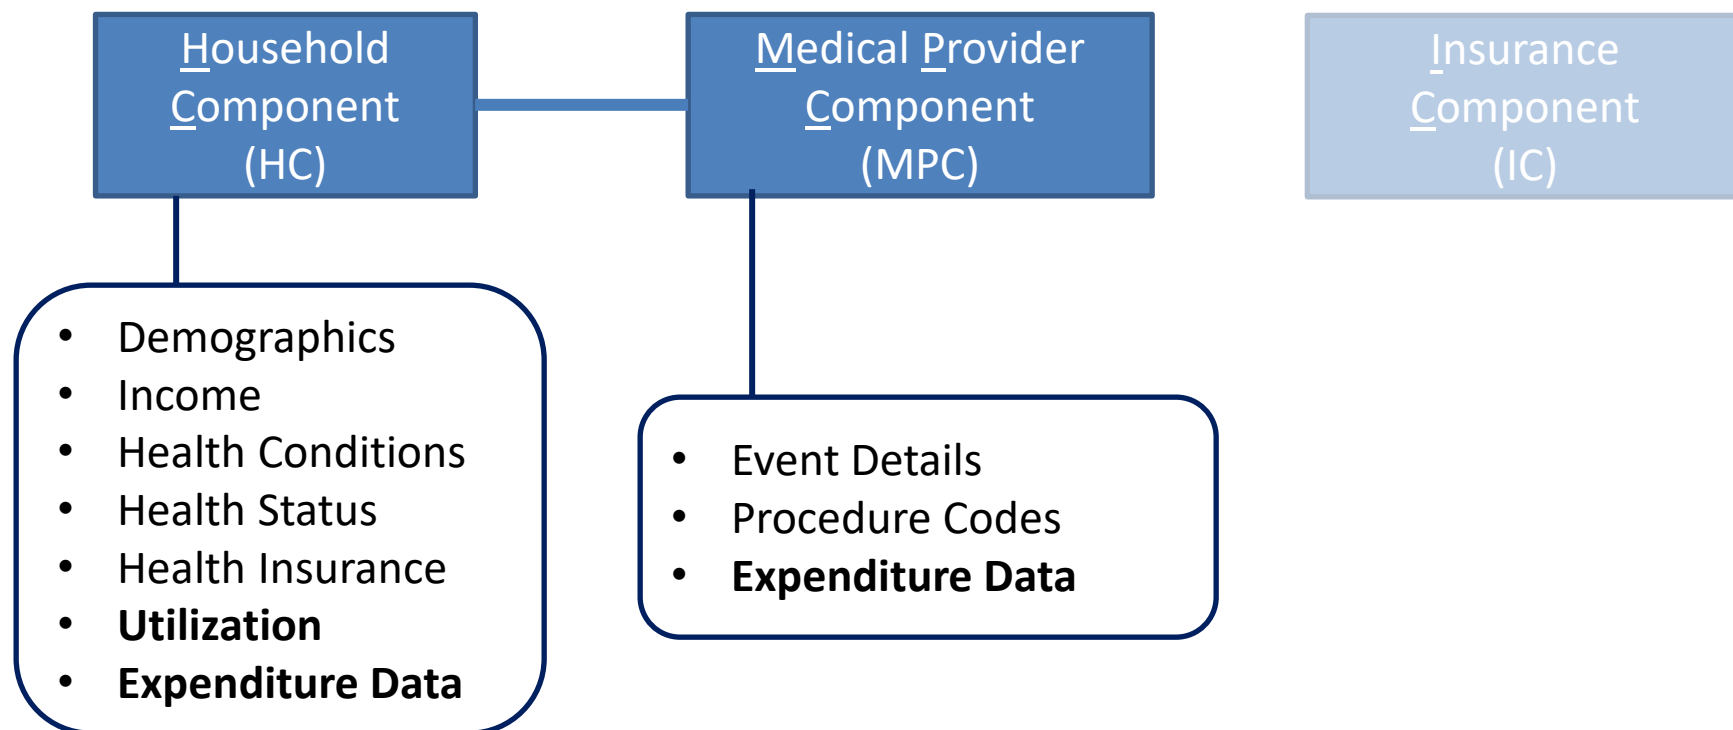 Household
Component
(HC)
Medical Provider
Component
(MPC)
Insurance
Component
(IC)
• Demographics
• Income
• Health Conditions
• Health Status
• Health Insurance
• Utilization
• Expenditure Data
• Event Details
• Procedure Codes
• Expenditure Data